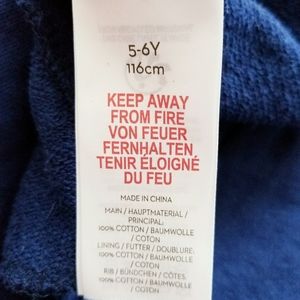 5-6Y
116cm
KEEP AWAY
FROM FIRE
VON FEUER
FERNHALTEN
TENIR ÉLOIGNÉ
DU FEU
MADE IN CHINA
MAIN / HAUPTMATERIAL /
PRINCIPAL:
100% COTTON / BAUMWOLLE
/ COTON
LINING / FUTTER / DOUBLURE:
100% COTTON / BAUMWOLLE
/ COTON
RIB / BÜNDCHEN / CÔTES
100% COTTON / BAUMWOLLE
/ COTON